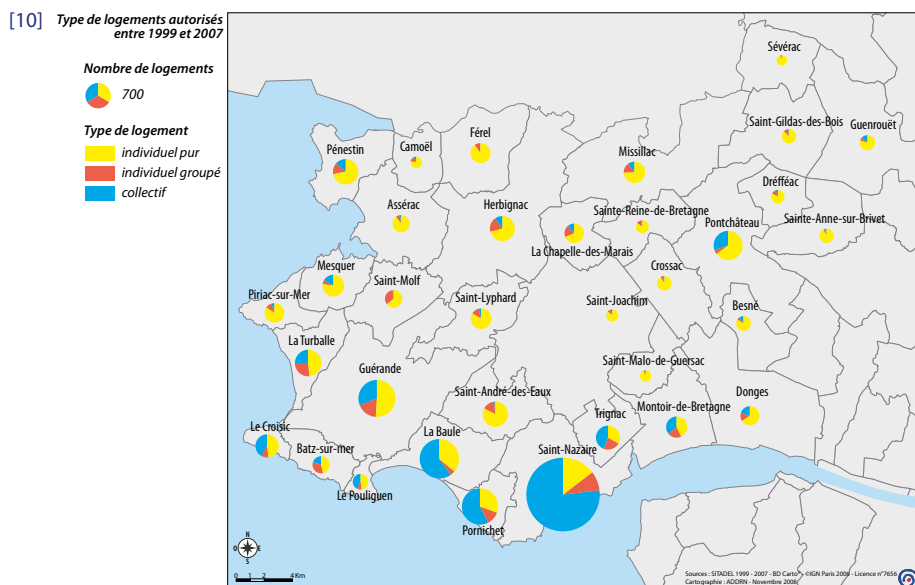 [10] Type de logements autorisés
entre 1999 et 2007
Nombre de logements
700
Type de logement
individuel pur
individuel groupé
collectif
Sévérac
Saint-Gildas-des-Bois
Guenrouët
Férel
Camoël
Pénestin
Missillac
Dréfféac
Assérac
Herbignac
Sainte-Reine-de-Bretagne
Pontchâteau
Sainte-Anne-sur-Brivet
La Chapelle-des-Marais
Mesquer
Saint-Molf
Crossac
Piriac-sur-Mer
Saint-Lyphard
Saint-Joachim
Besné
La Turballe
Guérande
Saint-Malo-de-Guersac
Saint-André-des-Eaux
Donges
Montoir-de-Bretagne
Trignac
Le Croisic
La Baule
Batz-sur-mer
Saint-Nazaire
Le Pouliguen
Pornichet
N
O E
S
0 1 2 4 Km
Sources : SITADEL 1999 - 2007 - BD Carto® - ©IGN Paris 2006 - Licence n°7656
Cartographie : ADDRN - Novembre 2008